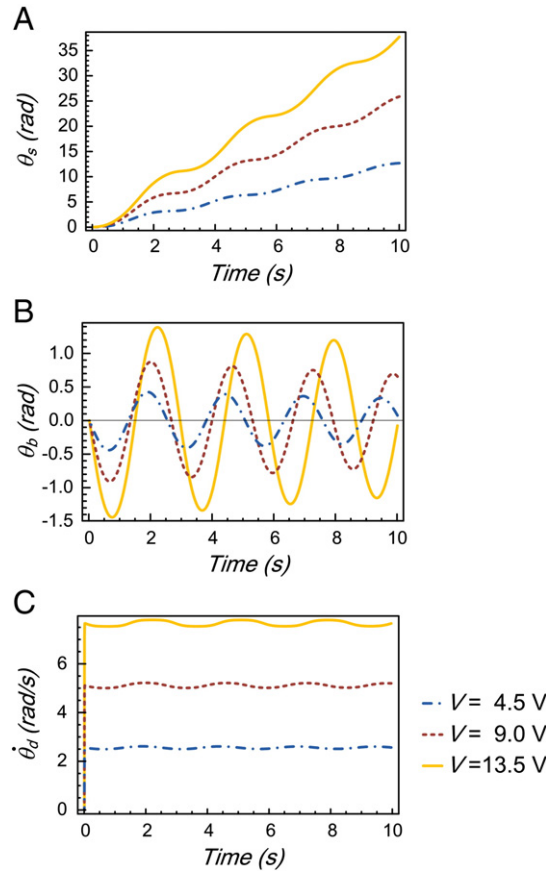 A
35
30
25
20
15
10
5
0
θs (rad)
0 2 4 6 8 10
Time (s)
B
1.0
0.5
0.0
-0.5
-1.0
-1.5
θb (rad)
0 2 4 6 8 10
Time (s)
C
6
4
2
0
θ̇d (rad/s)
0 2 4 6 8 10
Time (s)
V= 4.5 V
V= 9.0 V
V=13.5 V